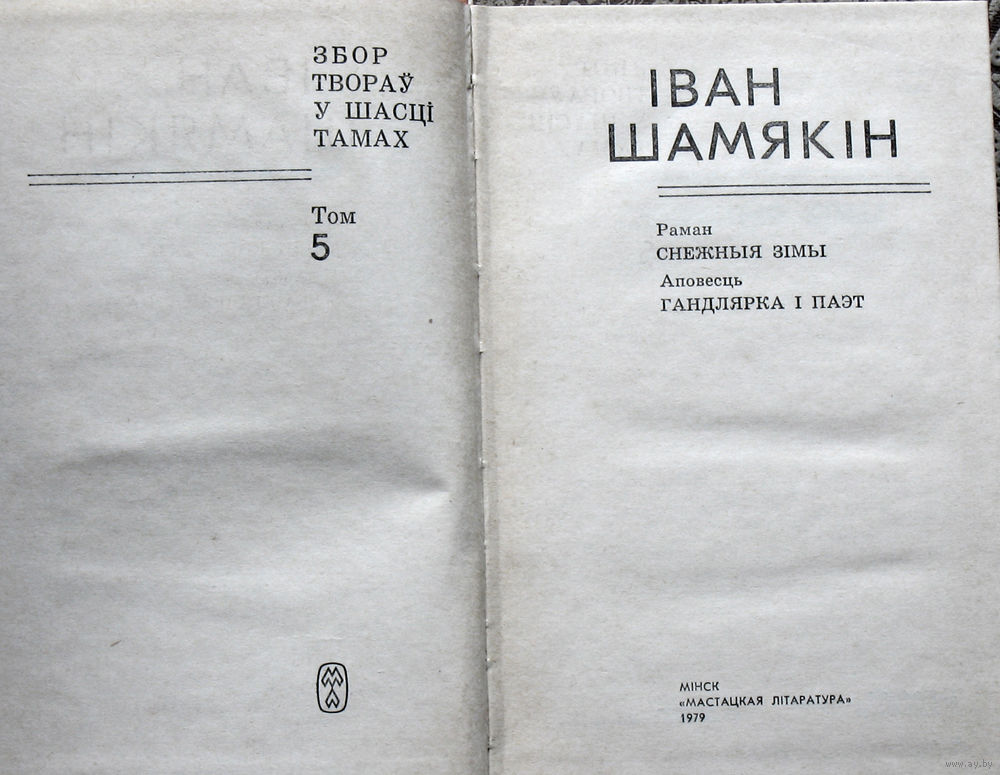 ЗБОР
ТВОРАЎ
У ШАСЦІ
ТАМАХ
Том
5
ІВАН
ШАМЯКІН
Раман
СНЕЖНЫЯ ЗІМЫ
Аповесць
ГАНДЛЯРКА І ПАЭТ
МІНСК
«МАСТАЦКАЯ ЛІТАРАТУРА»
1979
www.ay.by